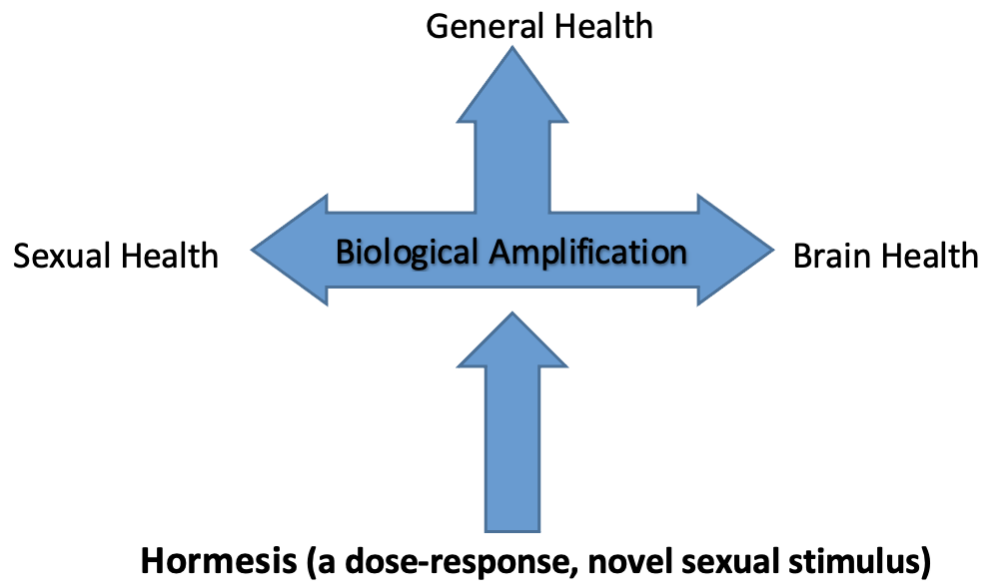 General Health
Sexual Health
Biological Amplification
Brain Health
Hormesis (a dose-response, novel sexual stimulus)